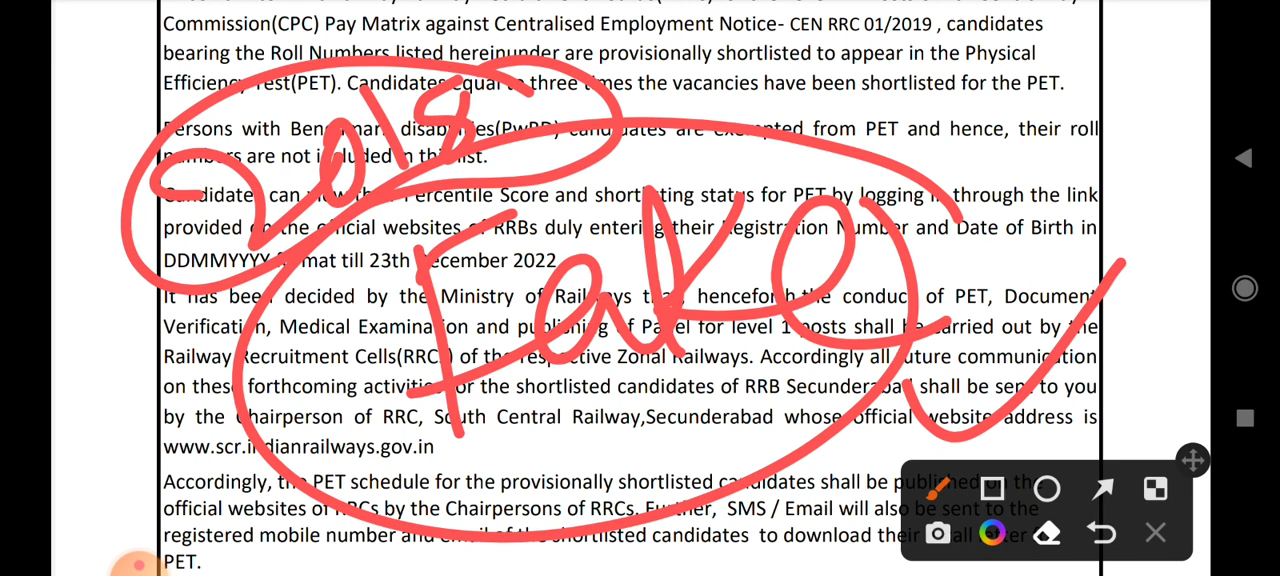 Commission(CPC) Pay Matrix against Centralised Employment Notice- CEN RRC 01/2019 , candidates
bearing the Roll Numbers listed hereinunder are provisionally shortlisted to appear in the Physical
Efficiency Test(PET). Candidates equal to three times the vacancies have been shortlisted for the PET.
Persons with Benchmark disabilities(PwBD) candidates are exempted from PET and hence, their roll
numbers are not included in this list.
Candidates can view their Percentile Score and shortlisting status for PET by logging in through the link
provided on the official websites of RRBs duly entering their Registration Number and Date of Birth in
DDMMYYYY format till 23th December 2022
It has been decided by the Ministry of Railways that, henceforth the conduct of PET, Document
Verification, Medical Examination and publishing of Panel for level 1 posts shall be carried out by the
Railway Recruitment Cells(RRCs) of the respective Zonal Railways. Accordingly all future communication
on these forthcoming activities for the shortlisted candidates of RRB Secunderabad shall be sent to you
by the Chairperson of RRC, South Central Railway,Secunderabad whose official website address is
www.scr.indianrailways.gov.in
Accordingly, the PET schedule for the provisionally shortlisted candidates shall be published on the
official websites of RRCs by the Chairpersons of RRCs. Further, SMS / Email will also be sent to the
registered mobile number and email of the shortlisted candidates to download their call letter
PET.
2018
Fake